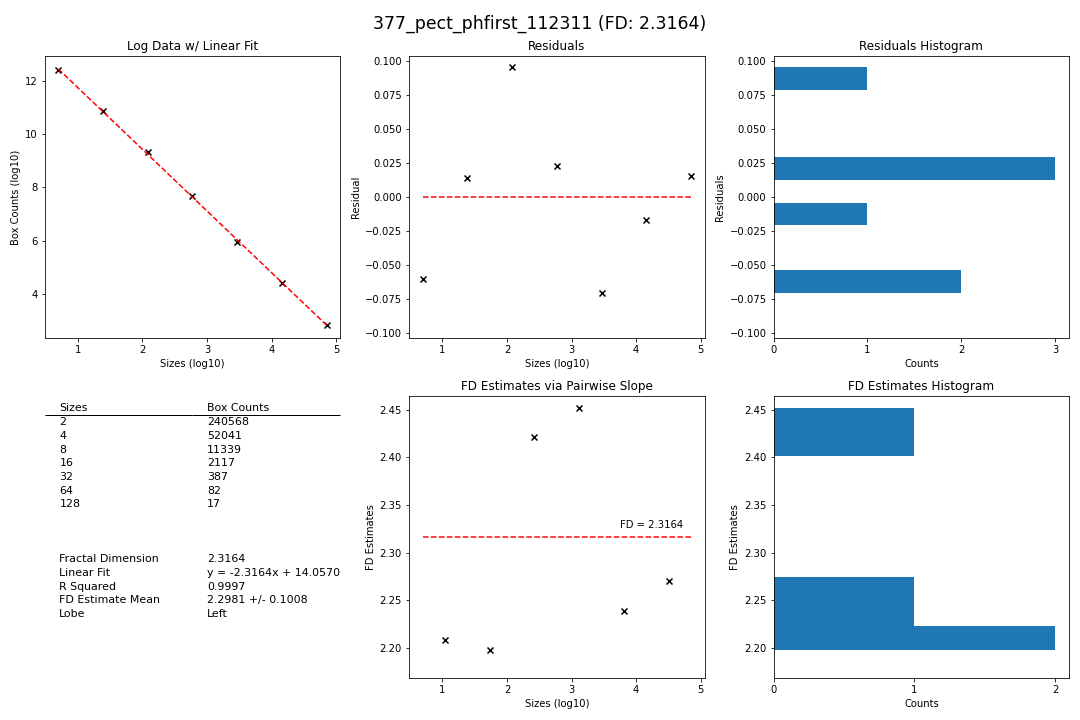 377_pect_phfirst_112311 (FD: 2.3164)
Log Data w/ Linear Fit
Box Counts (log10)
12
10
8
6
4
1 2 3 4 5
Sizes (log10)
Residuals
Residual
0.100
0.075
0.050
0.025
0.000
−0.025
−0.050
−0.075
−0.100
1 2 3 4 5
Sizes (log10)
Residuals Histogram
Residuals
0.100
0.075
0.050
0.025
0.000
−0.025
−0.050
−0.075
−0.100
0 1 2 3
Counts
Sizes Box Counts
2 240568
4 52041
8 11339
16 2117
32 387
64 82
128 17
Fractal Dimension 2.3164
Linear Fit y = -2.3164x + 14.0570
R Squared 0.9997
FD Estimate Mean 2.2981 +/- 0.1008
Lobe Left
FD Estimates via Pairwise Slope
FD Estimates
2.45
2.40
2.35
2.30
2.25
2.20
FD = 2.3164
1 2 3 4 5
Sizes (log10)
FD Estimates Histogram
FD Estimates
2.45
2.40
2.35
2.30
2.25
2.20
0 1 2
Counts